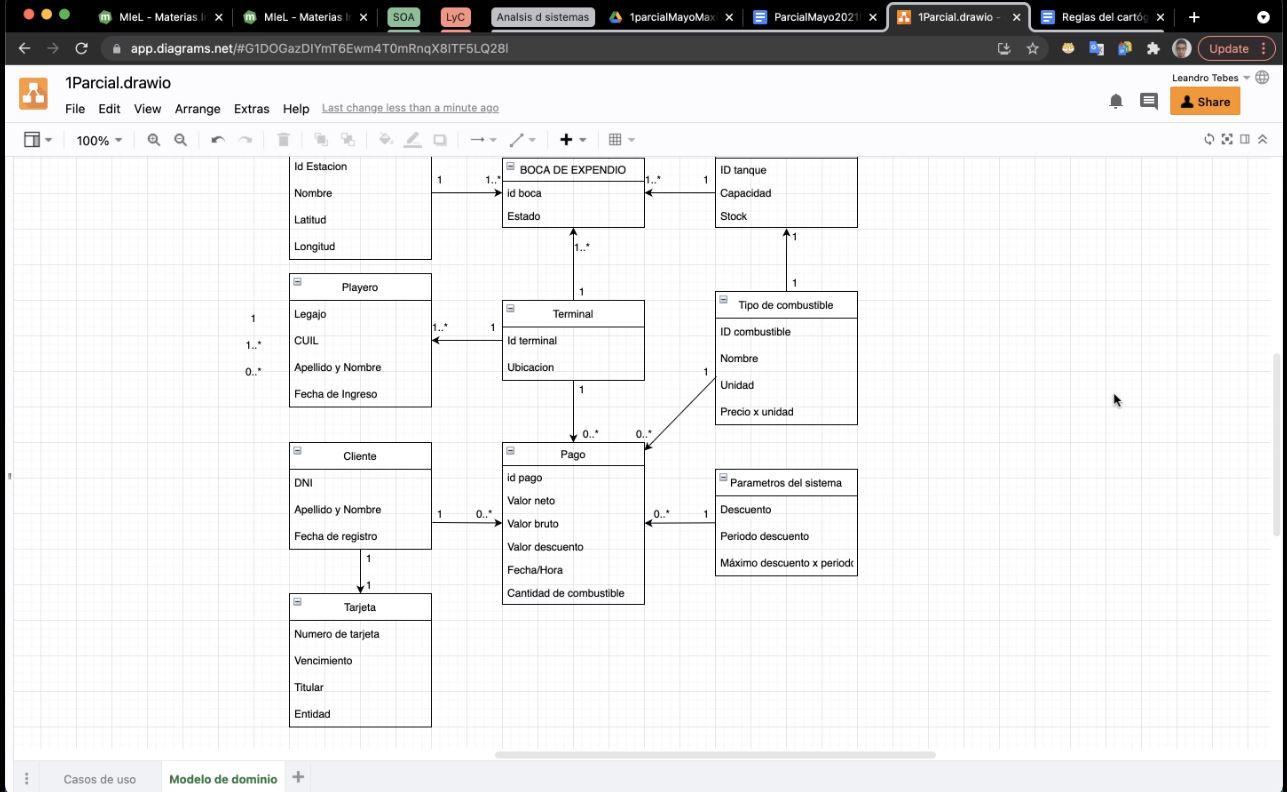 MIeL - Materias I
MIeL - Materias I
SOA
LyC
Analsis d sistemas
1parcialMayoMax
ParcialMayo2021
1Parcial.drawio -
Reglas del cartóg
app.diagrams.net/#G1DOGazDIYmT6Ewm4T0mRnqX8ITF5LQ28l
Update
1Parcial.drawio
Leandro Tebes
File Edit View Arrange Extras Help Last change less than a minute ago
Share
100%
Id Estacion
Nombre
Latitud
Longitud
1
1..*
BOCA DE EXPENDIO
id boca
Estado
1..*
1
ID tanque
Capacidad
Stock
1..*
1
1
1
Playero
Legajo
CUIL
Apellido y Nombre
Fecha de Ingreso
1
1..*
0..*
1..*
1
Terminal
Id terminal
Ubicacion
Tipo de combustible
ID combustible
Nombre
Unidad
Precio x unidad
1
0..*
1
0..*
Cliente
DNI
Apellido y Nombre
Fecha de registro
1
0..*
Pago
id pago
Valor neto
Valor bruto
Valor descuento
Fecha/Hora
Cantidad de combustible
0..*
1
Parametros del sistema
Descuento
Periodo descuento
Máximo descuento x periodo
1
1
Tarjeta
Numero de tarjeta
Vencimiento
Titular
Entidad
Casos de uso
Modelo de dominio